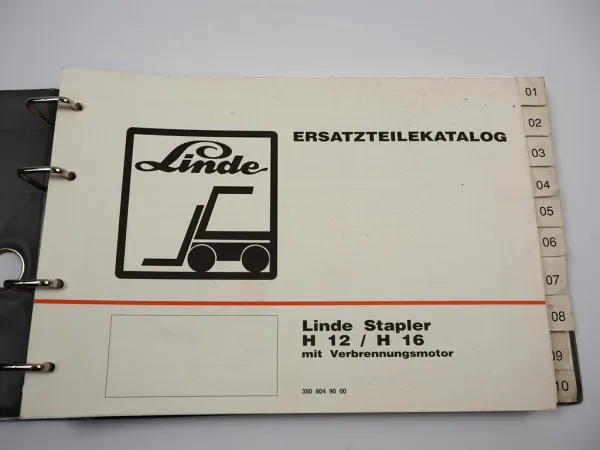 Linde
ERSATZTEILEKATALOG
Linde Stapler
H 12 / H 16
mit Verbrennungsmotor
350 804 90 00
01
02
03
04
05
06
07
08
09
10